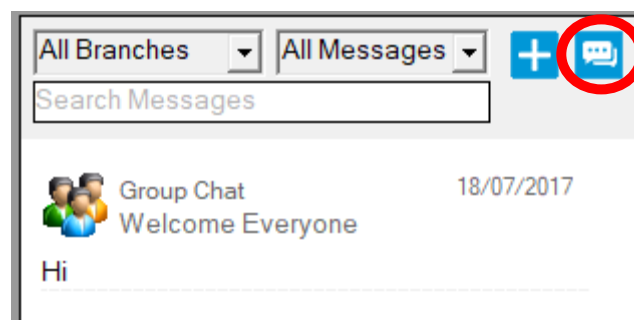 All Branches All Messages
Search Messages
Group Chat 18/07/2017
Welcome Everyone
Hi